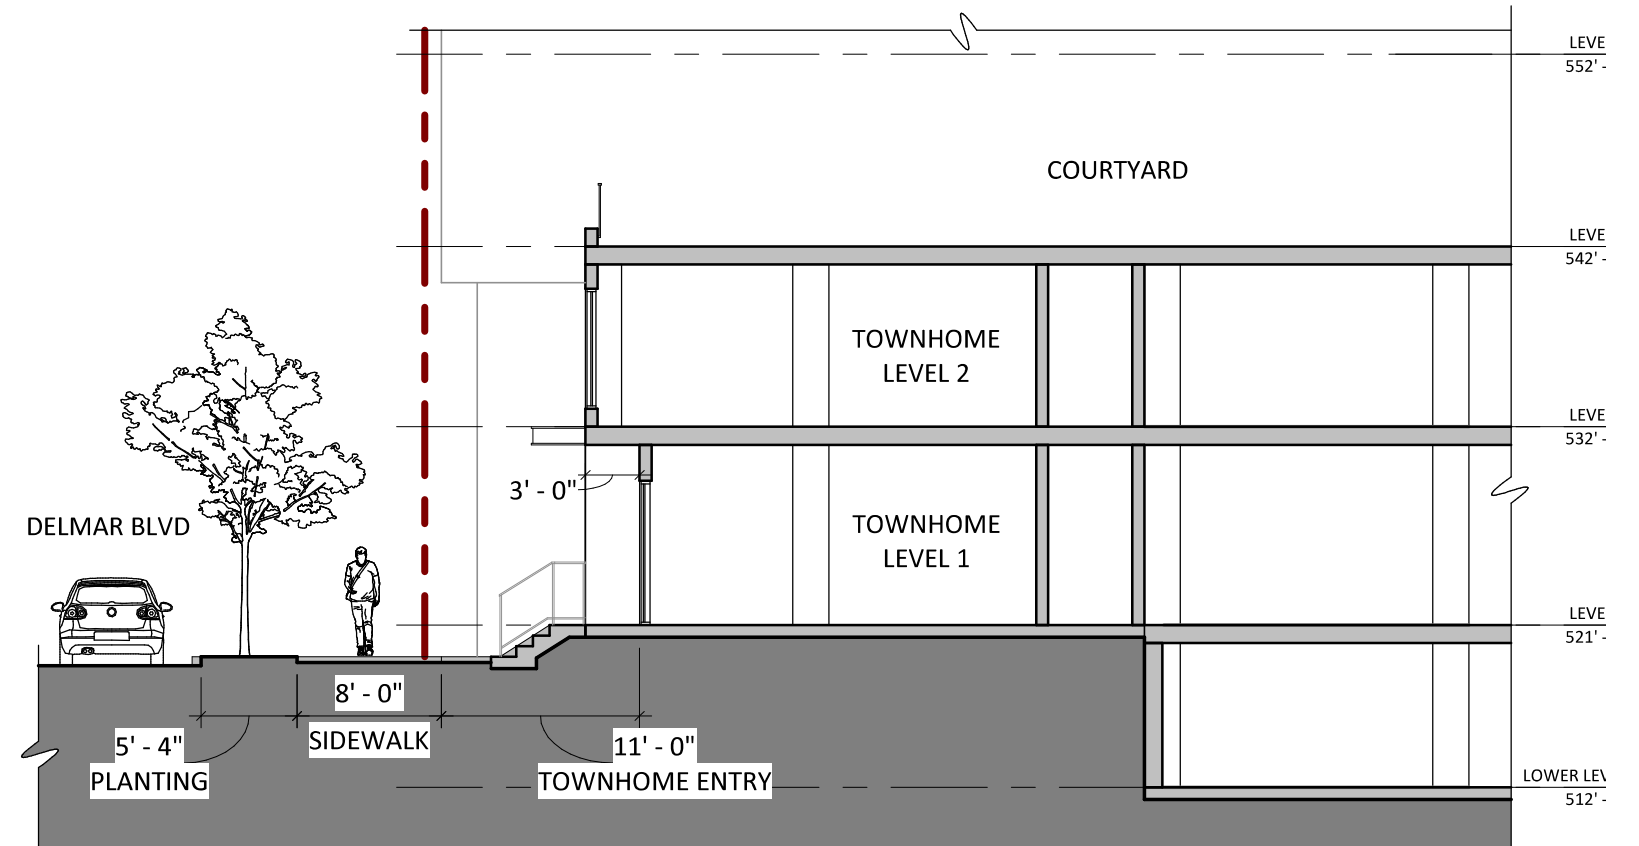 LEVE
552' -
COURTYARD
LEVE
542' -
TOWNHOME
LEVEL 2
LEVE
532' -
3' - 0"
DELMAR BLVD
TOWNHOME
LEVEL 1
LEVE
521' -
8' - 0"
SIDEWALK
5' - 4"
PLANTING
11' - 0"
TOWNHOME ENTRY
LOWER LEV
512' -